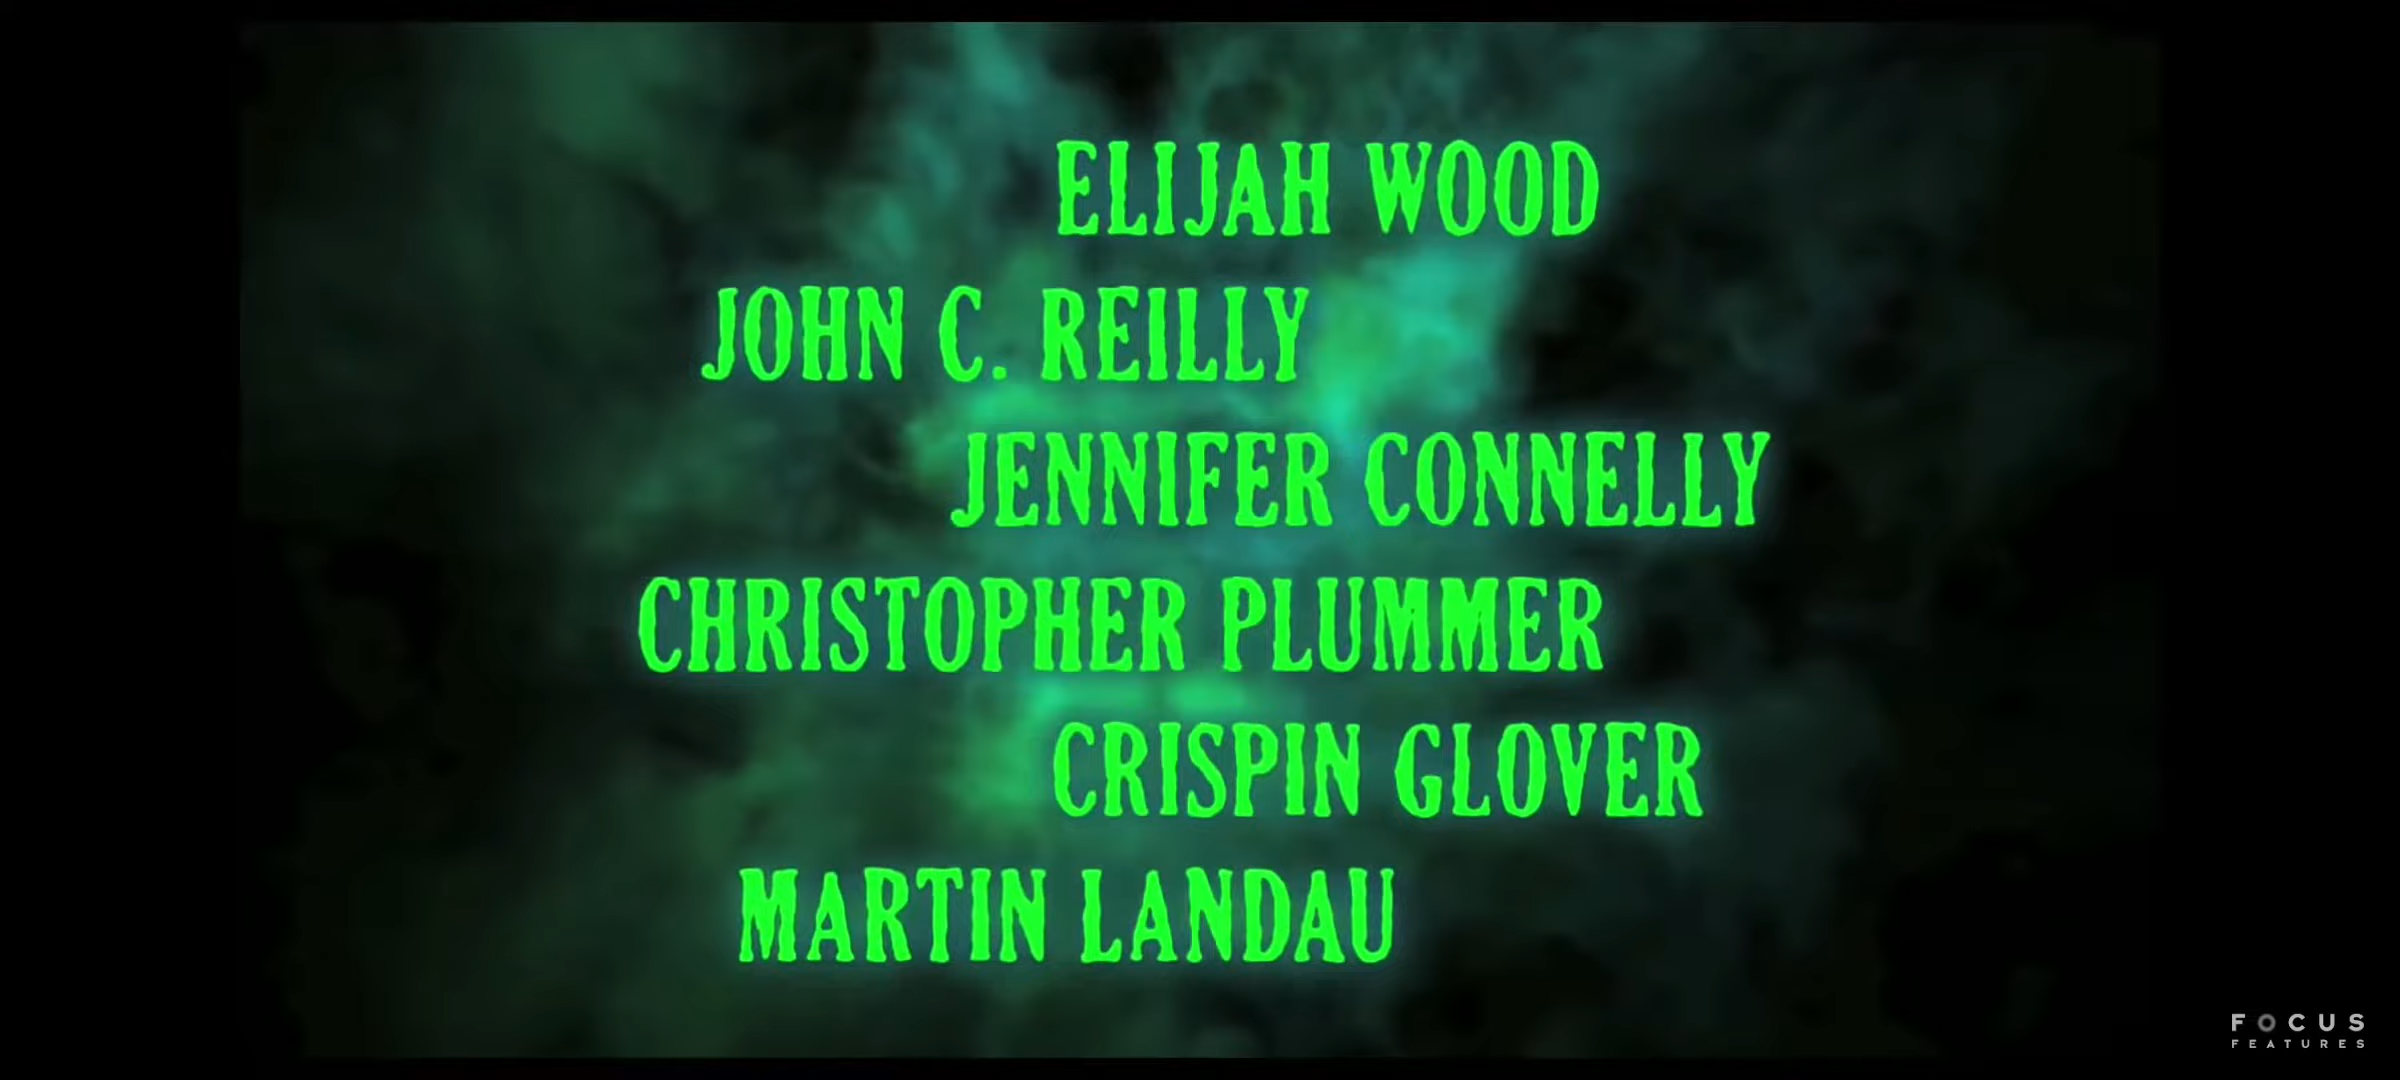 ELIJAH WOOD
JOHN C. REILLY
JENNIFER CONNELLY
CHRISTOPHER PLUMMER
CRISPIN GLOVER
MARTIN LANDAU
FOCUS
FEATURES